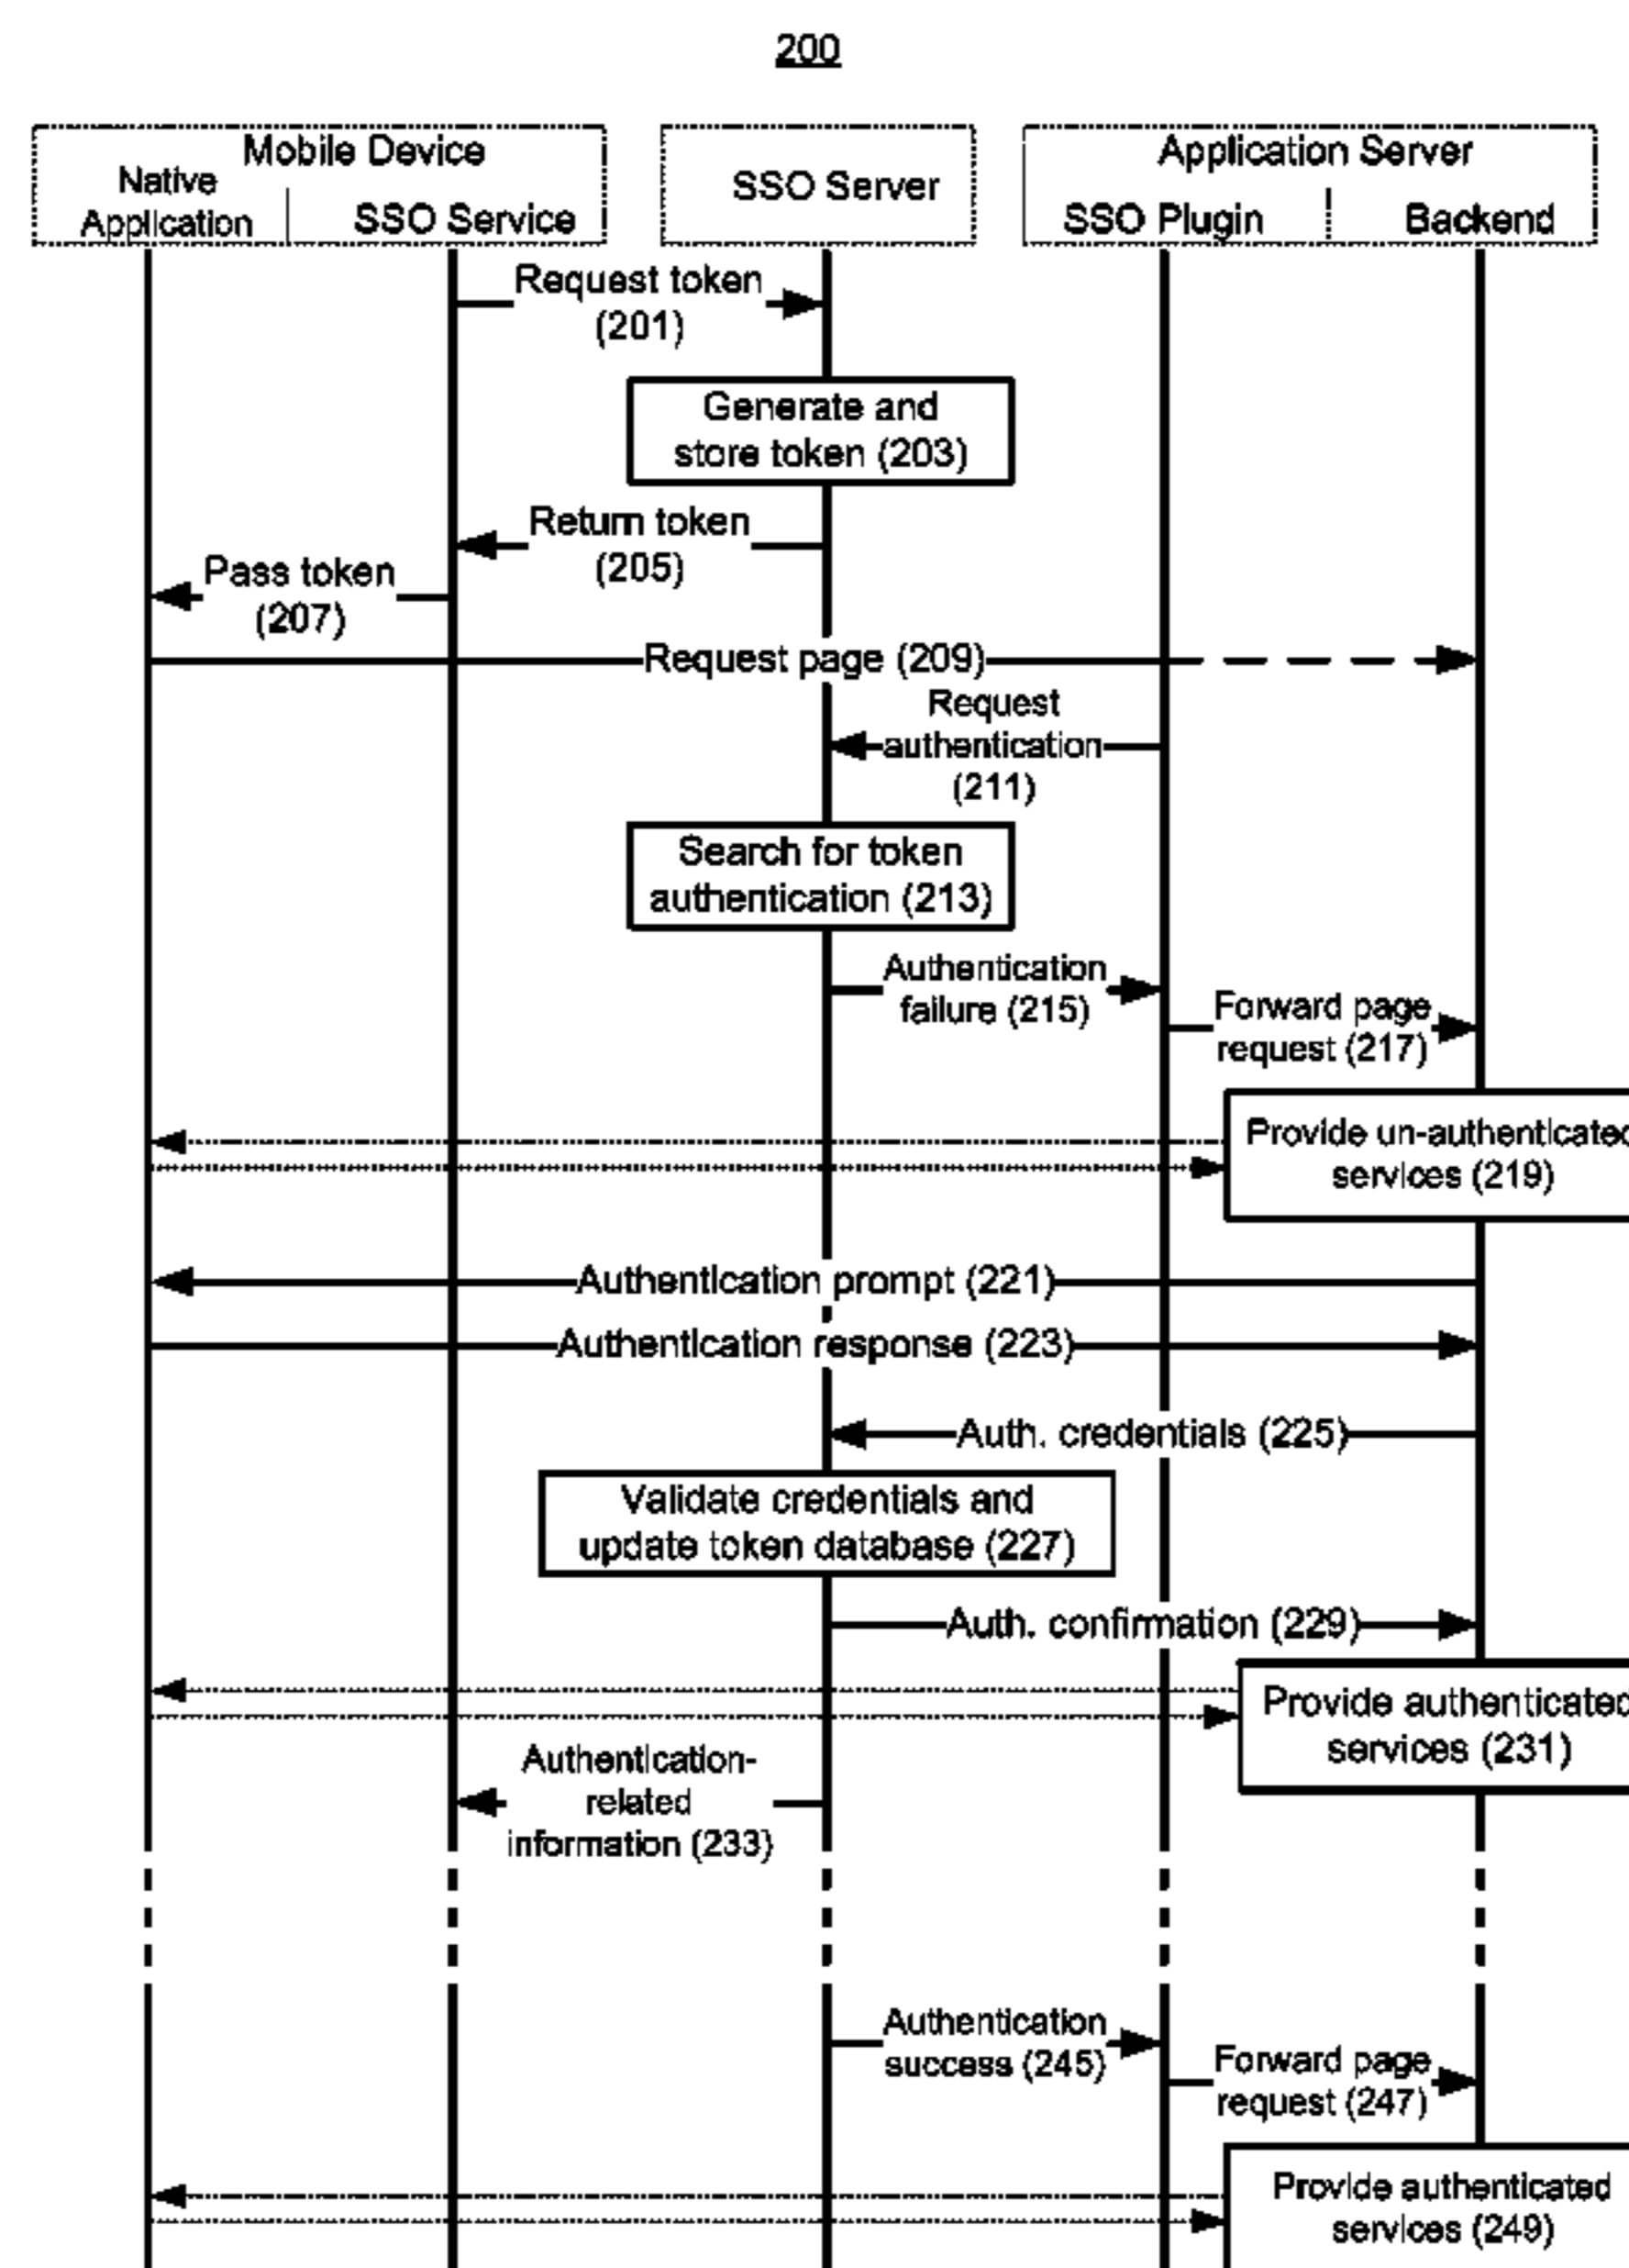 200
Mobile Device
Native
Application
SSO Service
SSO Server
Application Server
SSO Plugin
Backend
Request token
(201)
Generate and
store token (203)
Return token
(205)
Pass token
(207)
Request page (209)
Request
authentication
(211)
Search for token
authentication (213)
Authentication
failure (215)
Forward page
request (217)
Provide un-authenticated
services (219)
Authentication prompt (221)
Authentication response (223)
Auth. credentials (225)
Validate credentials and
update token database (227)
Auth. confirmation (229)
Provide authenticated
services (231)
Authentication-
related
information (233)
Authentication
success (245)
Forward page
request (247)
Provide authenticated
services (249)